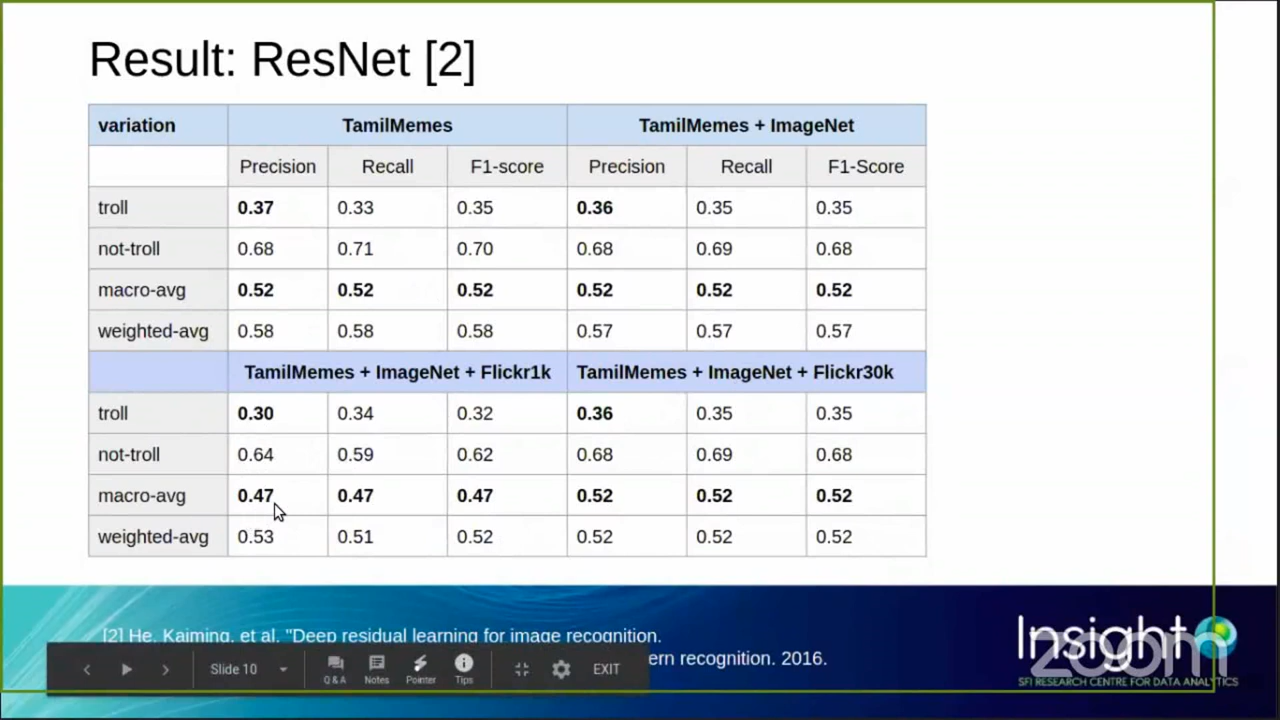 Result: ResNet [2]
variation TamilMemes TamilMemes + ImageNet
Precision Recall F1-score Precision Recall F1-Score
troll 0.37 0.33 0.35 0.36 0.35 0.35
not-troll 0.68 0.71 0.70 0.68 0.69 0.68
macro-avg 0.52 0.52 0.52 0.52 0.52 0.52
weighted-avg 0.58 0.58 0.58 0.57 0.57 0.57
TamilMemes + ImageNet + Flickr1k TamilMemes + ImageNet + Flickr30k
troll 0.30 0.34 0.32 0.36 0.35 0.35
not-troll 0.64 0.59 0.62 0.68 0.69 0.68
macro-avg 0.47 0.47 0.47 0.52 0.52 0.52
weighted-avg 0.53 0.51 0.52 0.52 0.52 0.52
[2] He, Kaiming, et al. "Deep residual learning for image recognition.
ern recognition. 2016.
Slide 10 Q & A Notes Pointer Tips EXIT
Insight
zoom
SFI RESEARCH CENTRE FOR DATA ANALYTICS